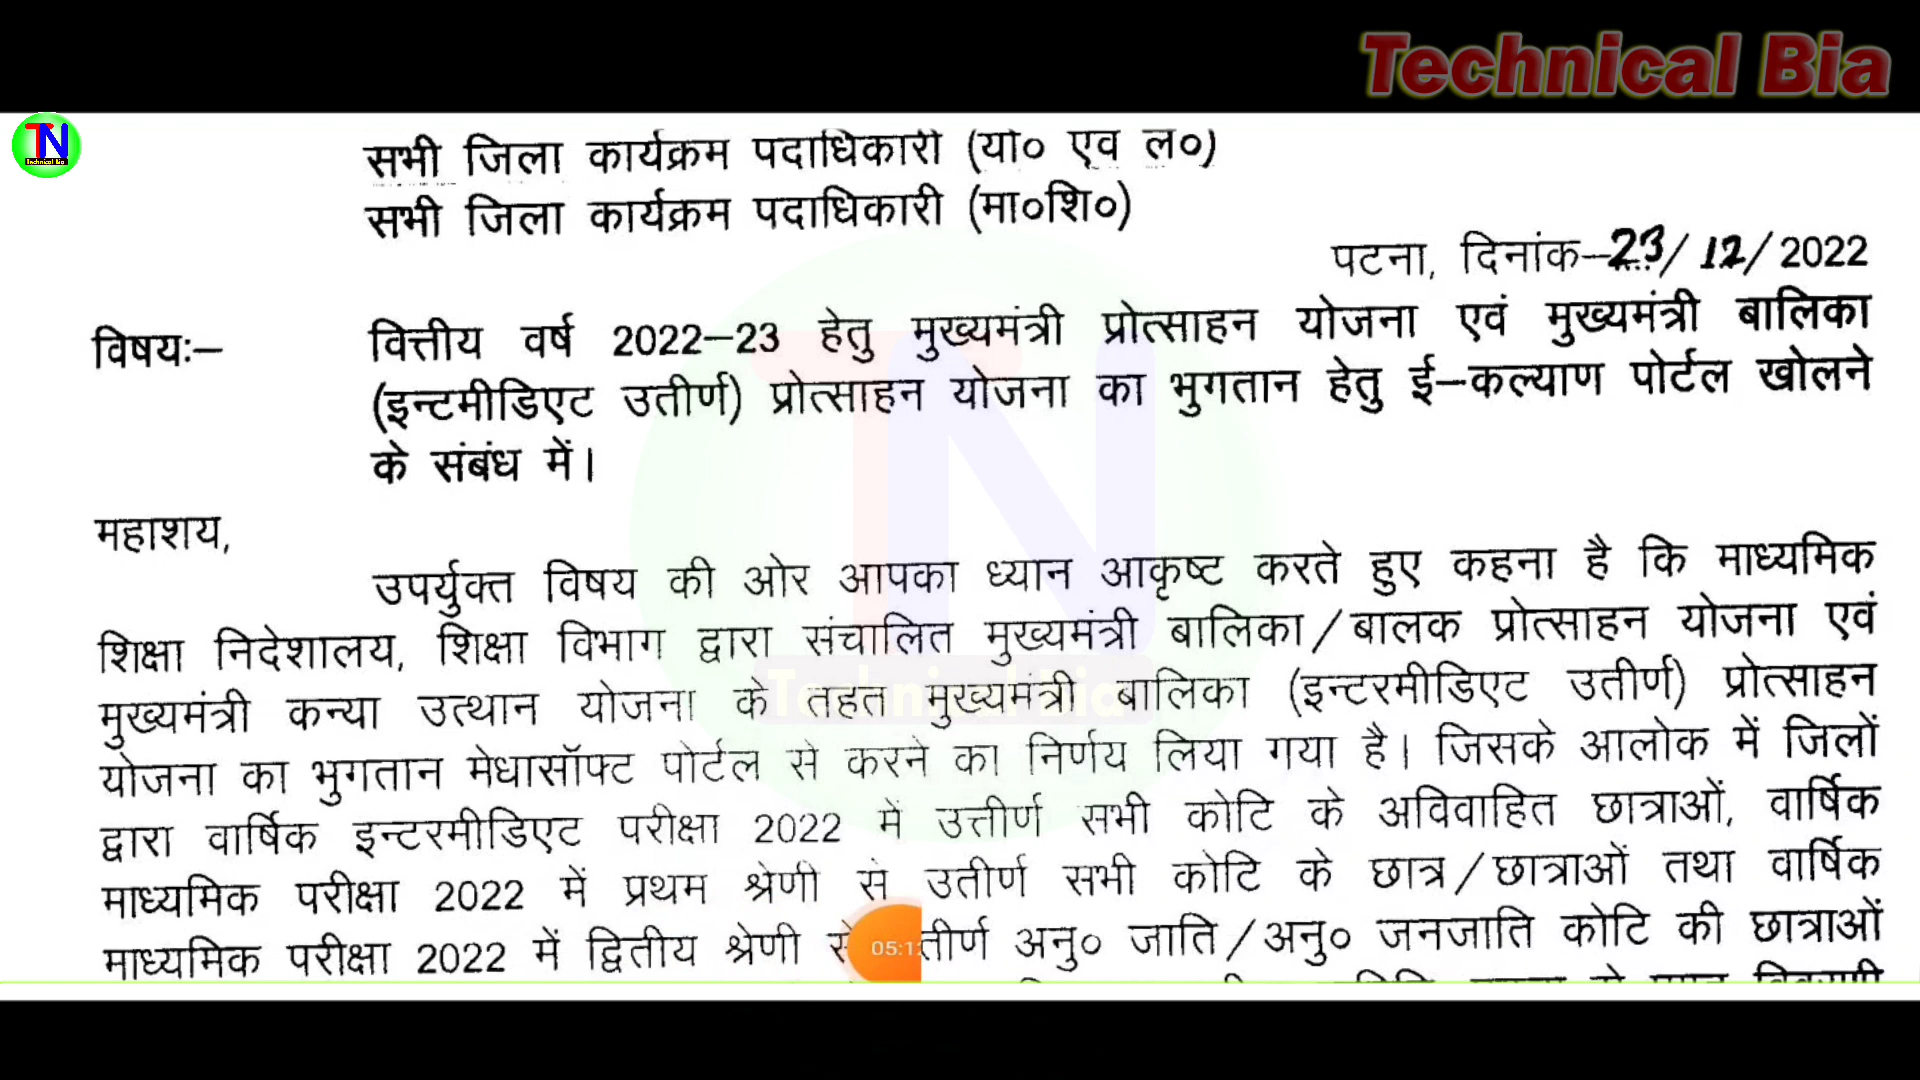 Technical Bia
TN
Technical Bia
सभी जिला कार्यक्रम पदाधिकारी (यो० एव ल०)
सभी जिला कार्यक्रम पदाधिकारी (मा०शि०)
पटना, दिनांक–23/12/2022
विषयः– वित्तीय वर्ष 2022–23 हेतु मुख्यमंत्री प्रोत्साहन योजना एवं मुख्यमंत्री बालिका
(इन्टमीडिएट उतीर्ण) प्रोत्साहन योजना का भुगतान हेतु ई–कल्याण पोर्टल खोलने
के संबंध में।
महाशय,
उपर्युक्त विषय की ओर आपका ध्यान आकृष्ट करते हुए कहना है कि माध्यमिक
शिक्षा निदेशालय, शिक्षा विभाग द्वारा संचालित मुख्यमंत्री बालिका/बालक प्रोत्साहन योजना एवं
मुख्यमंत्री कन्या उत्थान योजना के तहत मुख्यमंत्री बालिका (इन्टरमीडिएट उतीर्ण) प्रोत्साहन
योजना का भुगतान मेधासॉफ्ट पोर्टल से करने का निर्णय लिया गया है। जिसके आलोक में जिलों
द्वारा वार्षिक इन्टरमीडिएट परीक्षा 2022 में उत्तीर्ण सभी कोटि के अविवाहित छात्राओं, वार्षिक
माध्यमिक परीक्षा 2022 में प्रथम श्रेणी से उतीर्ण सभी कोटि के छात्र/छात्राओं तथा वार्षिक
माध्यमिक परीक्षा 2022 में द्वितीय श्रेणी से तीर्ण अनु० जाति/अनु० जनजाति कोटि की छात्राओं